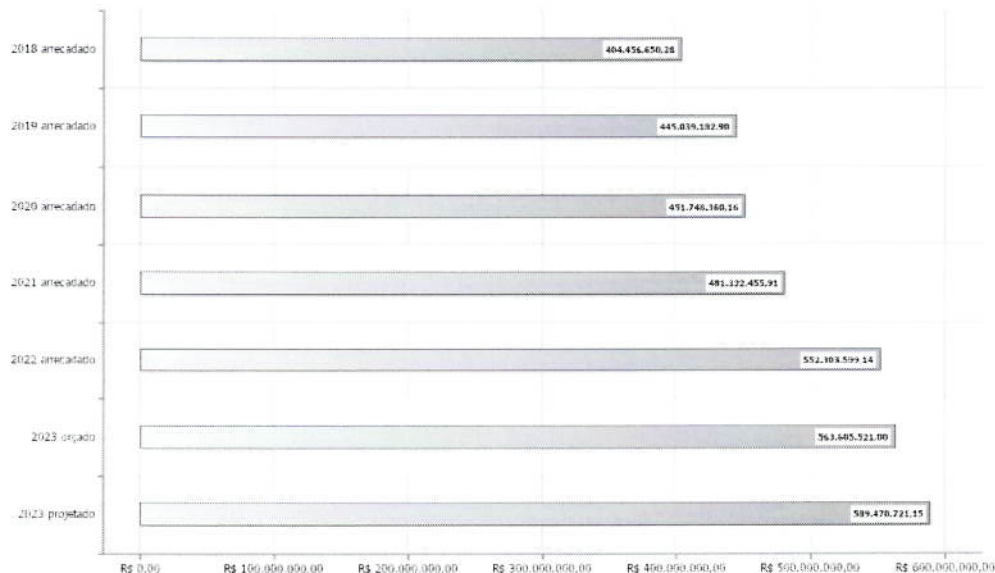 2018 arrecadado
404.456.650,28
2019 arrecadado
445.039.182,90
2020 arrecadado
451.748.360,16
2021 arrecadado
481.322.455,91
2022 arrecadado
552.303.599,14
2023 orçado
563.605.521,00
2023 projetado
589.470.721,15
R$ 0,00
R$ 100.000.000,00
R$ 200.000.000,00
R$ 300.000.000,00
R$ 400.000.000,00
R$ 500.000.000,00
R$ 600.000.000,00